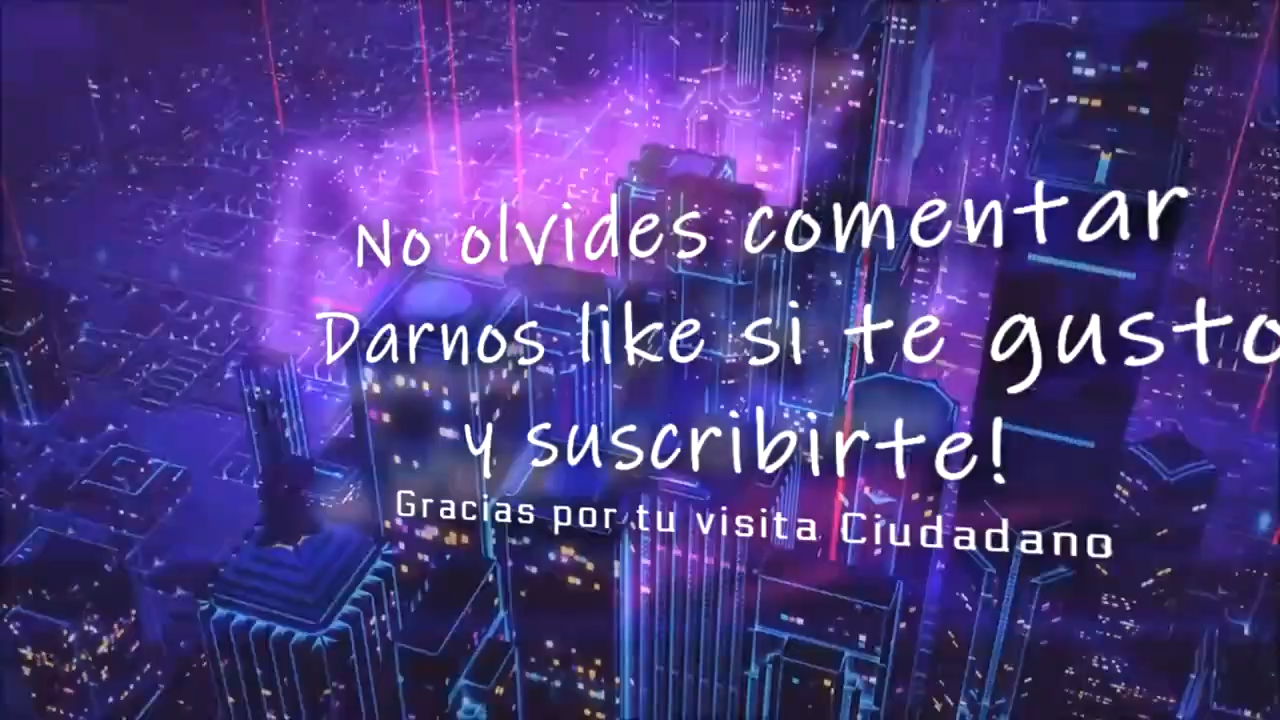 No olvides comentar
Darnos like si te gusto
y suscribirte!
Gracias por tu visita Ciudadano